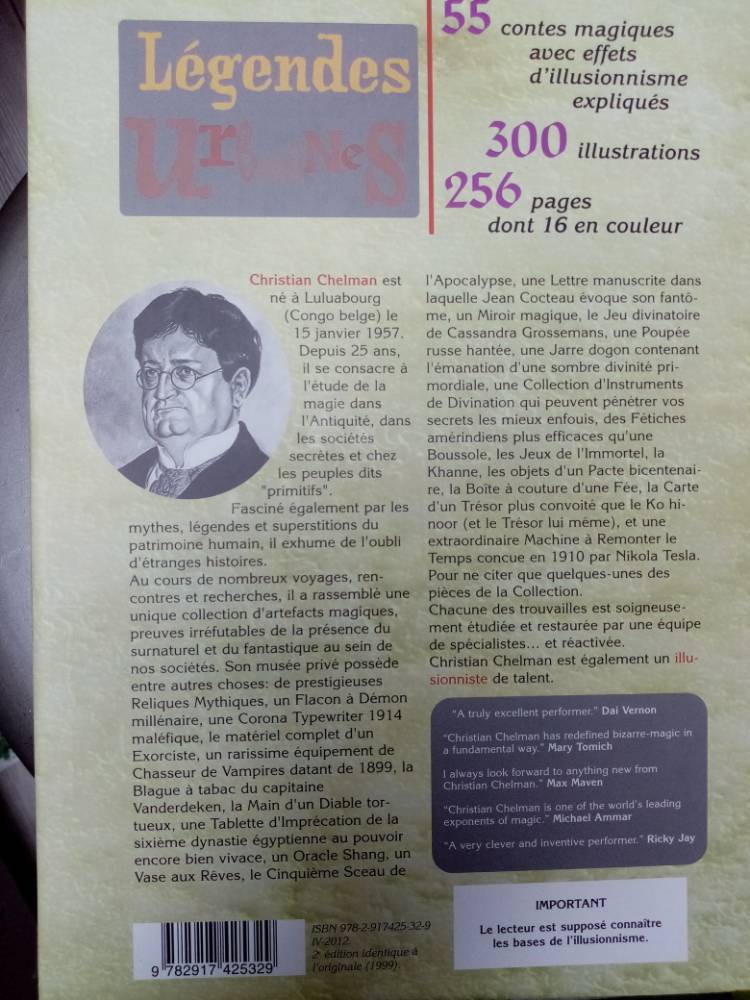 Légendes
UrbaiNeS
55 contes magiques
avec effets
d'illusionnisme
expliqués
300 illustrations
256 pages
dont 16 en couleur
Christian Chelman est
né à Luluabourg
(Congo belge) le
15 janvier 1957.
Depuis 25 ans,
il se consacre à
l'étude de la
magie dans
l'Antiquité, dans
les sociétés
secrètes et chez
les peuples dits
"primitifs".
Fasciné également par les
mythes, légendes et superstitions du
patrimoine humain, il exhume de l'oubli
d'étranges histoires.
Au cours de nombreux voyages, ren-
contres et recherches, il a rassemblé une
unique collection d'artefacts magiques,
preuves irréfutables de la présence du
surnaturel et du fantastique au sein de
nos sociétés. Son musée privé possède
entre autres choses: de prestigieuses
Reliques Mythiques, un Flacon à Démon
millénaire, une Corona Typewriter 1914
maléfique, le matériel complet d'un
Exorciste, un rarissime équipement de
Chasseur de Vampires datant de 1899, la
Blague à tabac du capitaine
Vanderdeken, la Main d'un Diable tor-
tueux, une Tablette d'Imprécation de la
sixième dynastie égyptienne au pouvoir
encore bien vivace, un Oracle Shang, un
Vase aux Rêves, le Cinquième Sceau de
l'Apocalypse, une Lettre manuscrite dans
laquelle Jean Cocteau évoque son fantô-
me, un Miroir magique, le Jeu divinatoire
de Cassandra Grossemans, une Poupée
russe hantée, une Jarre dogon contenant
l'émanation d'une sombre divinité pri-
mordiale, une Collection d'Instruments
de Divination qui peuvent pénétrer vos
secrets les mieux enfouis, des Fétiches
amérindiens plus efficaces qu'une
Boussole, les Jeux de l'Immortel, la
Khanne, les objets d'un Pacte bicentenai-
re, la Boîte à couture d'une Fée, la Carte
d'un Trésor plus convoité que le Ko hi-
noor (et le Trésor lui même), et une
extraordinaire Machine à Remonter le
Temps concue en 1910 par Nikola Tesla.
Pour ne citer que quelques-unes des
pièces de la Collection.
Chacune des trouvailles est soigneuse-
ment étudiée et restaurée par une équipe
de spécialistes... et réactivée.
Christian Chelman est également un illu-
sionniste de talent.
"A truly excellent performer." Dai Vernon
"Christian Chelman has redefined bizarre-magic in
a fundamental way." Mary Tomich
I always look forward to anything new from
Christian Chelman." Max Maven
"Christian Chelman is one of the world's leading
exponents of magic." Michael Ammar
"A very clever and inventive performer." Ricky Jay
IMPORTANT
Le lecteur est supposé connaître
les bases de l'illusionnisme.
ISBN 978-2-917425-32-9
IV-2012.
2e édition identique à
l'originale (1999).
9 782917 425329